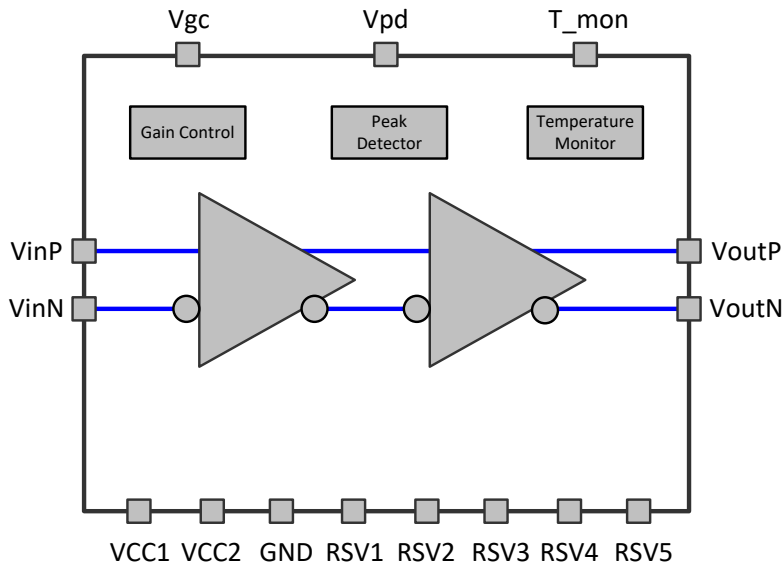 Vgc Vpd T_mon
Gain Control
Peak
Detector
Temperature
Monitor
VinP VoutP
VinN VoutN
VCC1 VCC2 GND RSV1 RSV2 RSV3 RSV4 RSV5